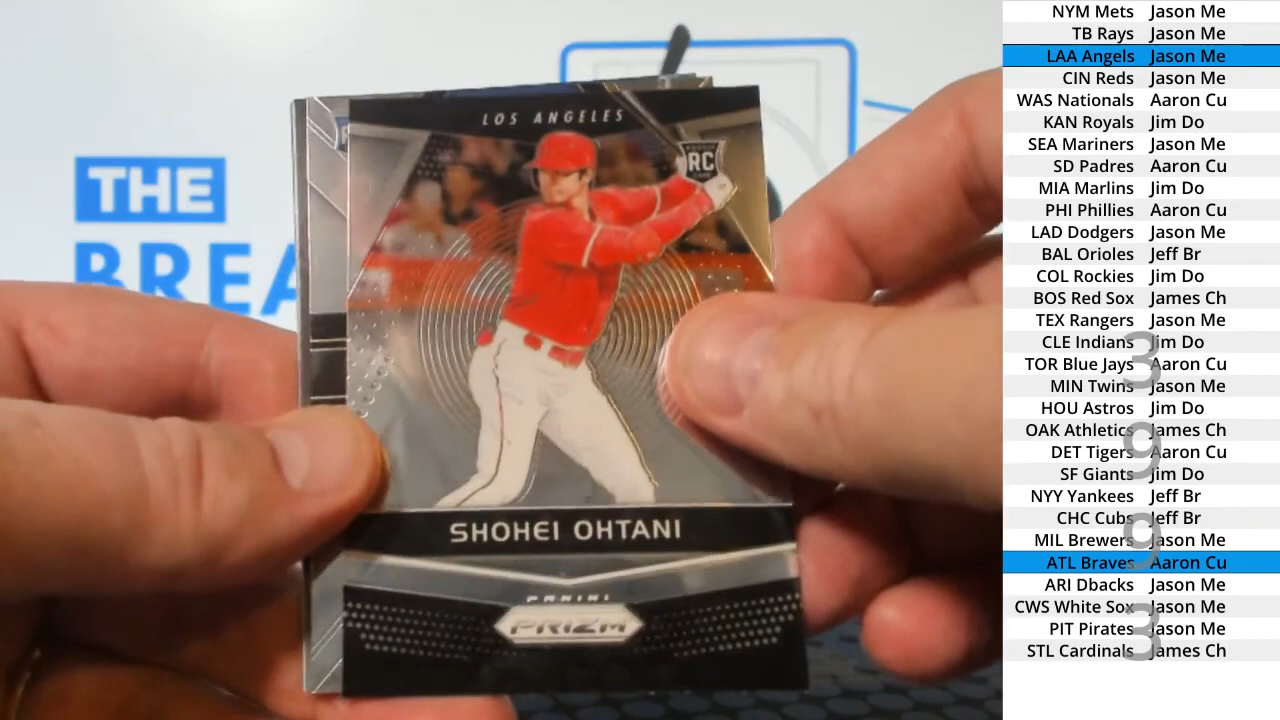 THE
BREA
LOS ANGELES
RC
SHOHEI OHTANI
PANINI
PRIZM
NYM Mets Jason Me
TB Rays Jason Me
LAA Angels Jason Me
CIN Reds Jason Me
WAS Nationals Aaron Cu
KAN Royals Jim Do
SEA Mariners Jason Me
SD Padres Aaron Cu
MIA Marlins Jim Do
PHI Phillies Aaron Cu
LAD Dodgers Jason Me
BAL Orioles Jeff Br
COL Rockies Jim Do
BOS Red Sox James Ch
TEX Rangers Jason Me
CLE Indians Jim Do
TOR Blue Jays Aaron Cu
MIN Twins Jason Me
HOU Astros Jim Do
OAK Athletics James Ch
DET Tigers Aaron Cu
SF Giants Jim Do
NYY Yankees Jeff Br
CHC Cubs Jeff Br
MIL Brewers Jason Me
ATL Braves Aaron Cu
ARI Dbacks Jason Me
CWS White Sox Jason Me
PIT Pirates Jason Me
STL Cardinals James Ch
3
9
9
3